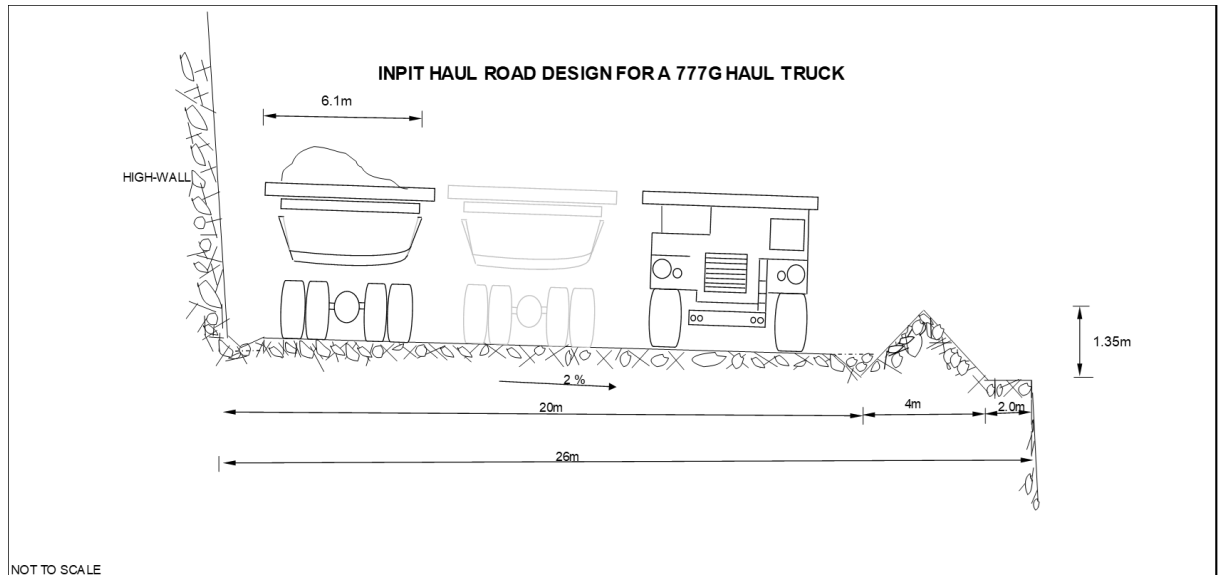 INPIT HAUL ROAD DESIGN FOR A 777G HAUL TRUCK
6.1m
HIGH-WALL
1.35m
2 %
20m
4m
2.0m
26m
NOT TO SCALE